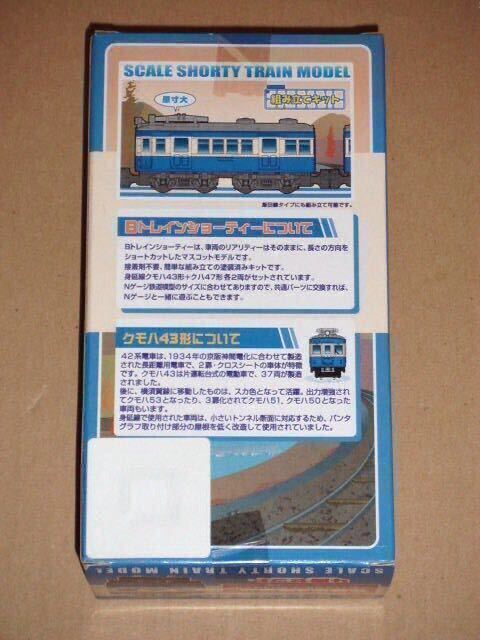 SCALE SHORTY TRAIN MODEL
原寸大
組み立てキット
飯田線タイプにも組み立て可能です。
Bトレインショーティーについて
Bトレインショーティーは、車両のリアリティーはそのままに、長さの方向を
ショートカットしたマスコットモデルです。
接着剤不要、簡単な組み立ての塗装済みキットです。
身延線クモハ43形+クハ47形 各2両がセットされています。
Nゲージ鉄道模型のサイズに合わせてありますので、共通パーツに交換すれば、
Nゲージと一緒に遊ぶこともできます。
クモハ43形について
42系電車は、1934年の京阪神間電化に合わせて製造
された長距離用電車で、2扉・クロスシートの車体が特徴
です。クモハ43は片運転台式の電動車で、37両が製造
されました。
後に、横須賀線に移動したものは、スカ色となって活躍。出力増強され
てクモハ53となったり、3扉化されてクモハ51、クモハ50となった
車両もいます。
身延線で使用された車両は、小さいトンネル断面に対応するため、パンタ
グラフ取り付け部分の屋根を低く改造して使用されていました。
SCALE SHORTY TRAIN MODEL